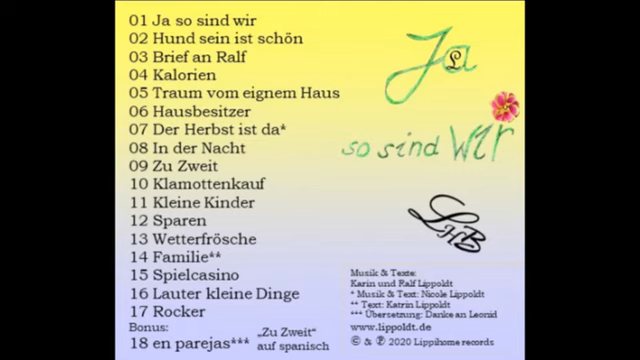 01 Ja so sind wir
02 Hund sein ist schön
03 Brief an Ralf
04 Kalorien
05 Traum vom eignem Haus
06 Hausbesitzer
07 Der Herbst ist da*
08 In der Nacht
09 Zu Zweit
10 Klamottenkauf
11 Kleine Kinder
12 Sparen
13 Wetterfrösche
14 Familie**
15 Spielcasino
16 Lauter kleine Dinge
17 Rocker
Bonus:
18 en parejas***
„Zu Zweit“
auf spanisch
Ja
so sind wir
LHB
Musik & Texte:
Karin und Ralf Lippoldt
* Musik & Text: Nicole Lippoldt
** Text: Katrin Lippoldt
*** Übersetzung: Danke an Leonid
www.lippoldt.de
© & ℗ 2020 Lippihome records